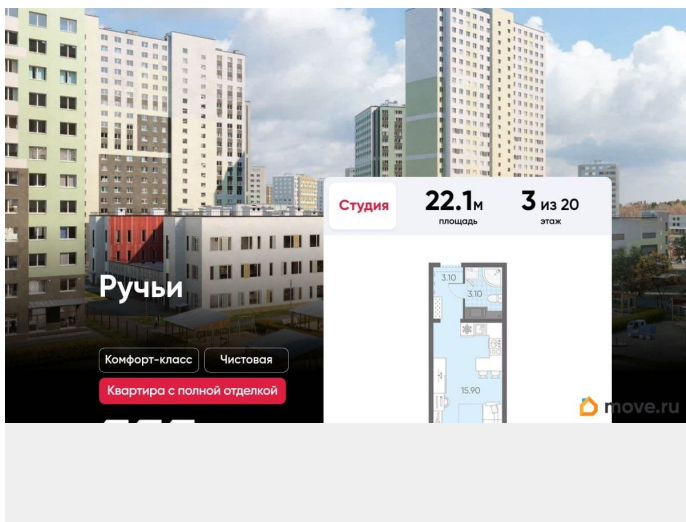 Студия
22.1м
площадь
3 из 20
этаж
Ручьи
3.10
3.10
Комфорт-класс
Чистовая
Квартира с полной отделкой
15.90
move.ru